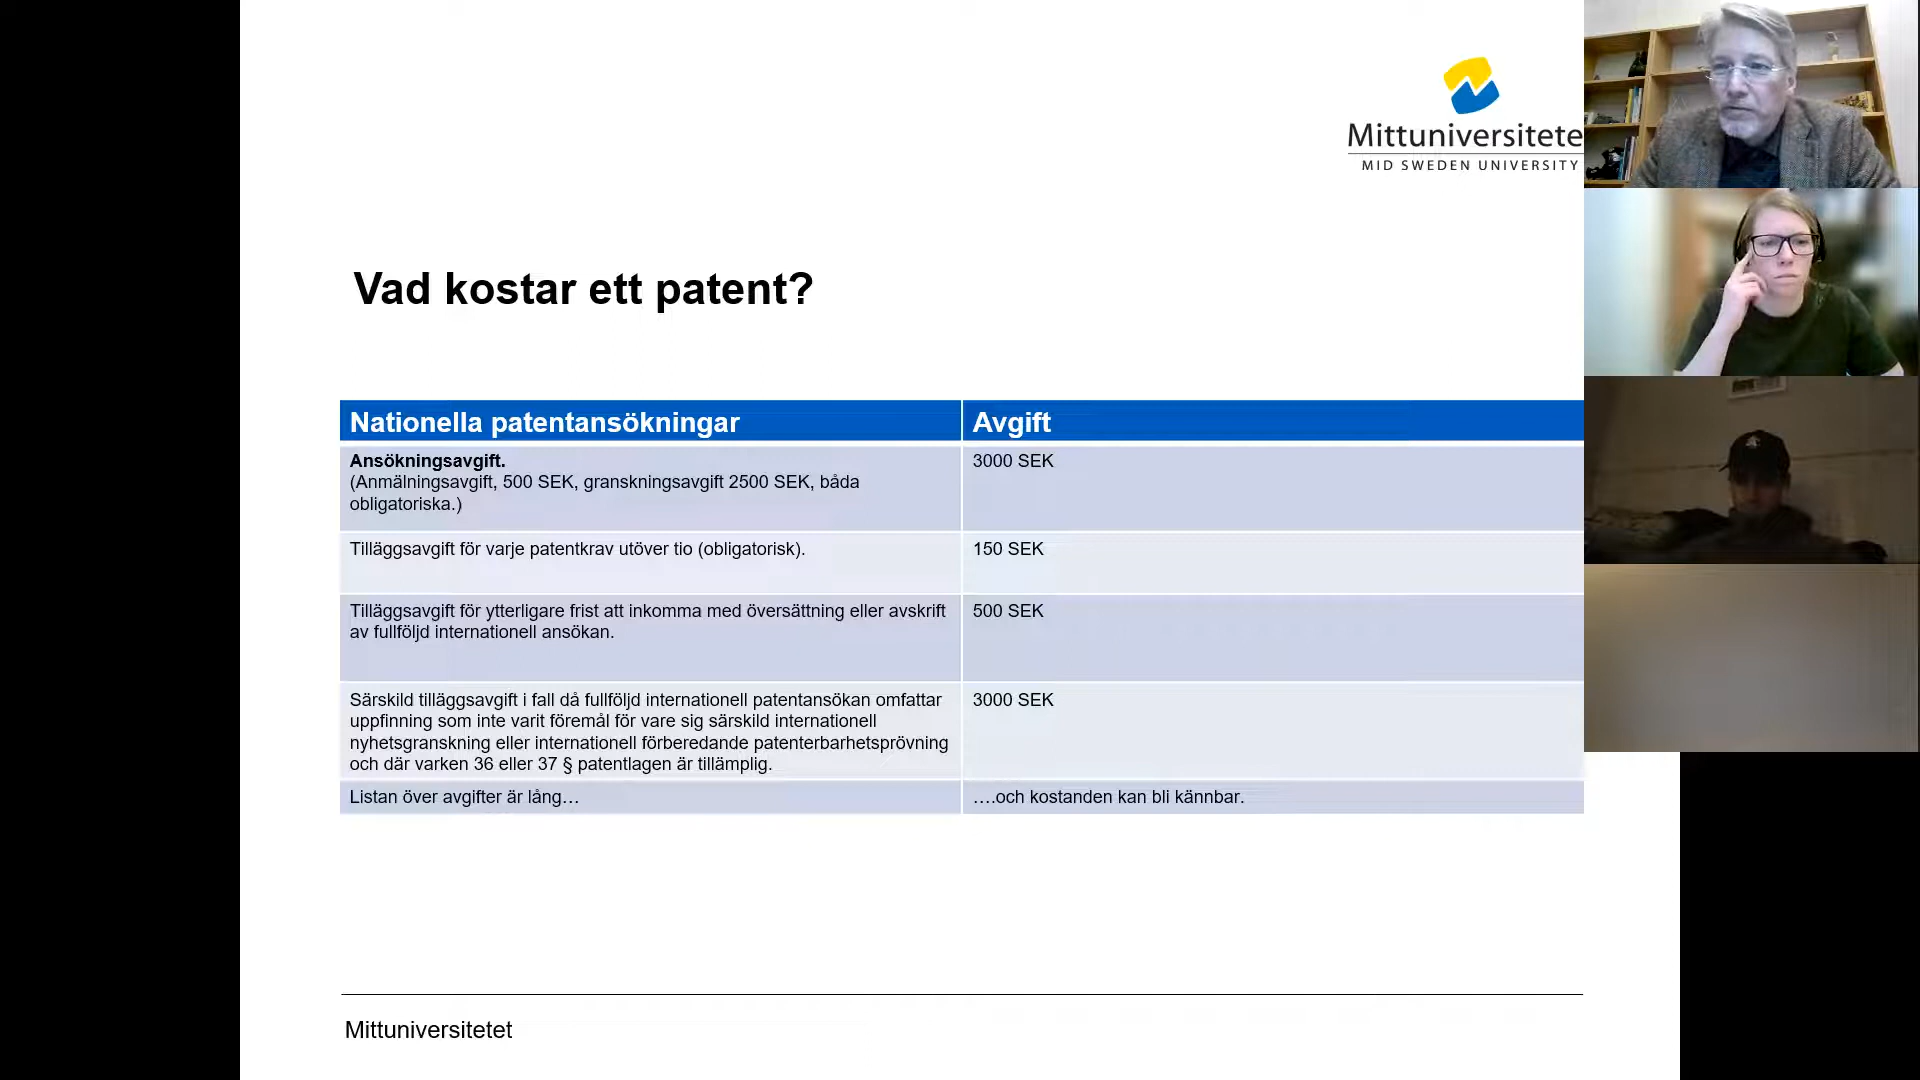 Mittuniversitete
MID SWEDEN UNIVERSITY
Vad kostar ett patent?
Nationella patentansökningar
Avgift
Ansökningsavgift.
(Anmälningsavgift, 500 SEK, granskningsavgift 2500 SEK, båda
obligatoriska.)
3000 SEK
Tilläggsavgift för varje patentkrav utöver tio (obligatorisk).
150 SEK
Tilläggsavgift för ytterligare frist att inkomma med översättning eller avskrift
av fullföljd internationell ansökan.
500 SEK
Särskild tilläggsavgift i fall då fullföljd internationell patentansökan omfattar
uppfinning som inte varit föremål för vare sig särskild internationell
nyhetsgranskning eller internationell förberedande patenterbarhetsprövning
och där varken 36 eller 37 § patentlagen är tillämplig.
3000 SEK
Listan över avgifter är lång…
….och kostanden kan bli kännbar.
Mittuniversitetet